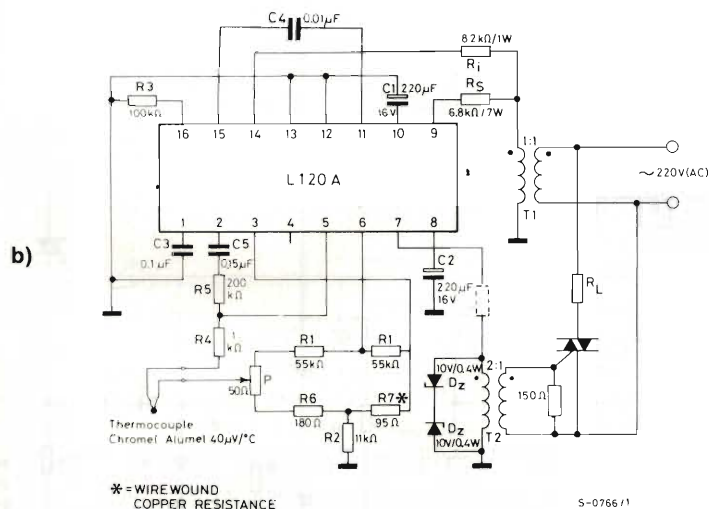 C4
0.01µF
8.2kΩ/1W
Ri
R3
100kΩ
C1 220µF
16V
RS
6.8kΩ/7W
16 15 14 13 12 11 10 9
L120A
1:1
T1
~220V(AC)
b)
1 2 3 4 5 6 7 8
C3
0.1µF
C5
0.15µF
C2
220µF
16V
R5
200
kΩ
R4
1
kΩ
RL
R1
55kΩ
R1
55kΩ
P
50Ω
R6
180Ω
R7*
95Ω
R2
11kΩ
10V/0.4W
DZ
DZ
10V/0.4W
2:1
T2
150Ω
Thermocouple
Chromel Alumel 40µV/°C
* = WIREWOUND
COPPER RESISTANCE
S-0766/1